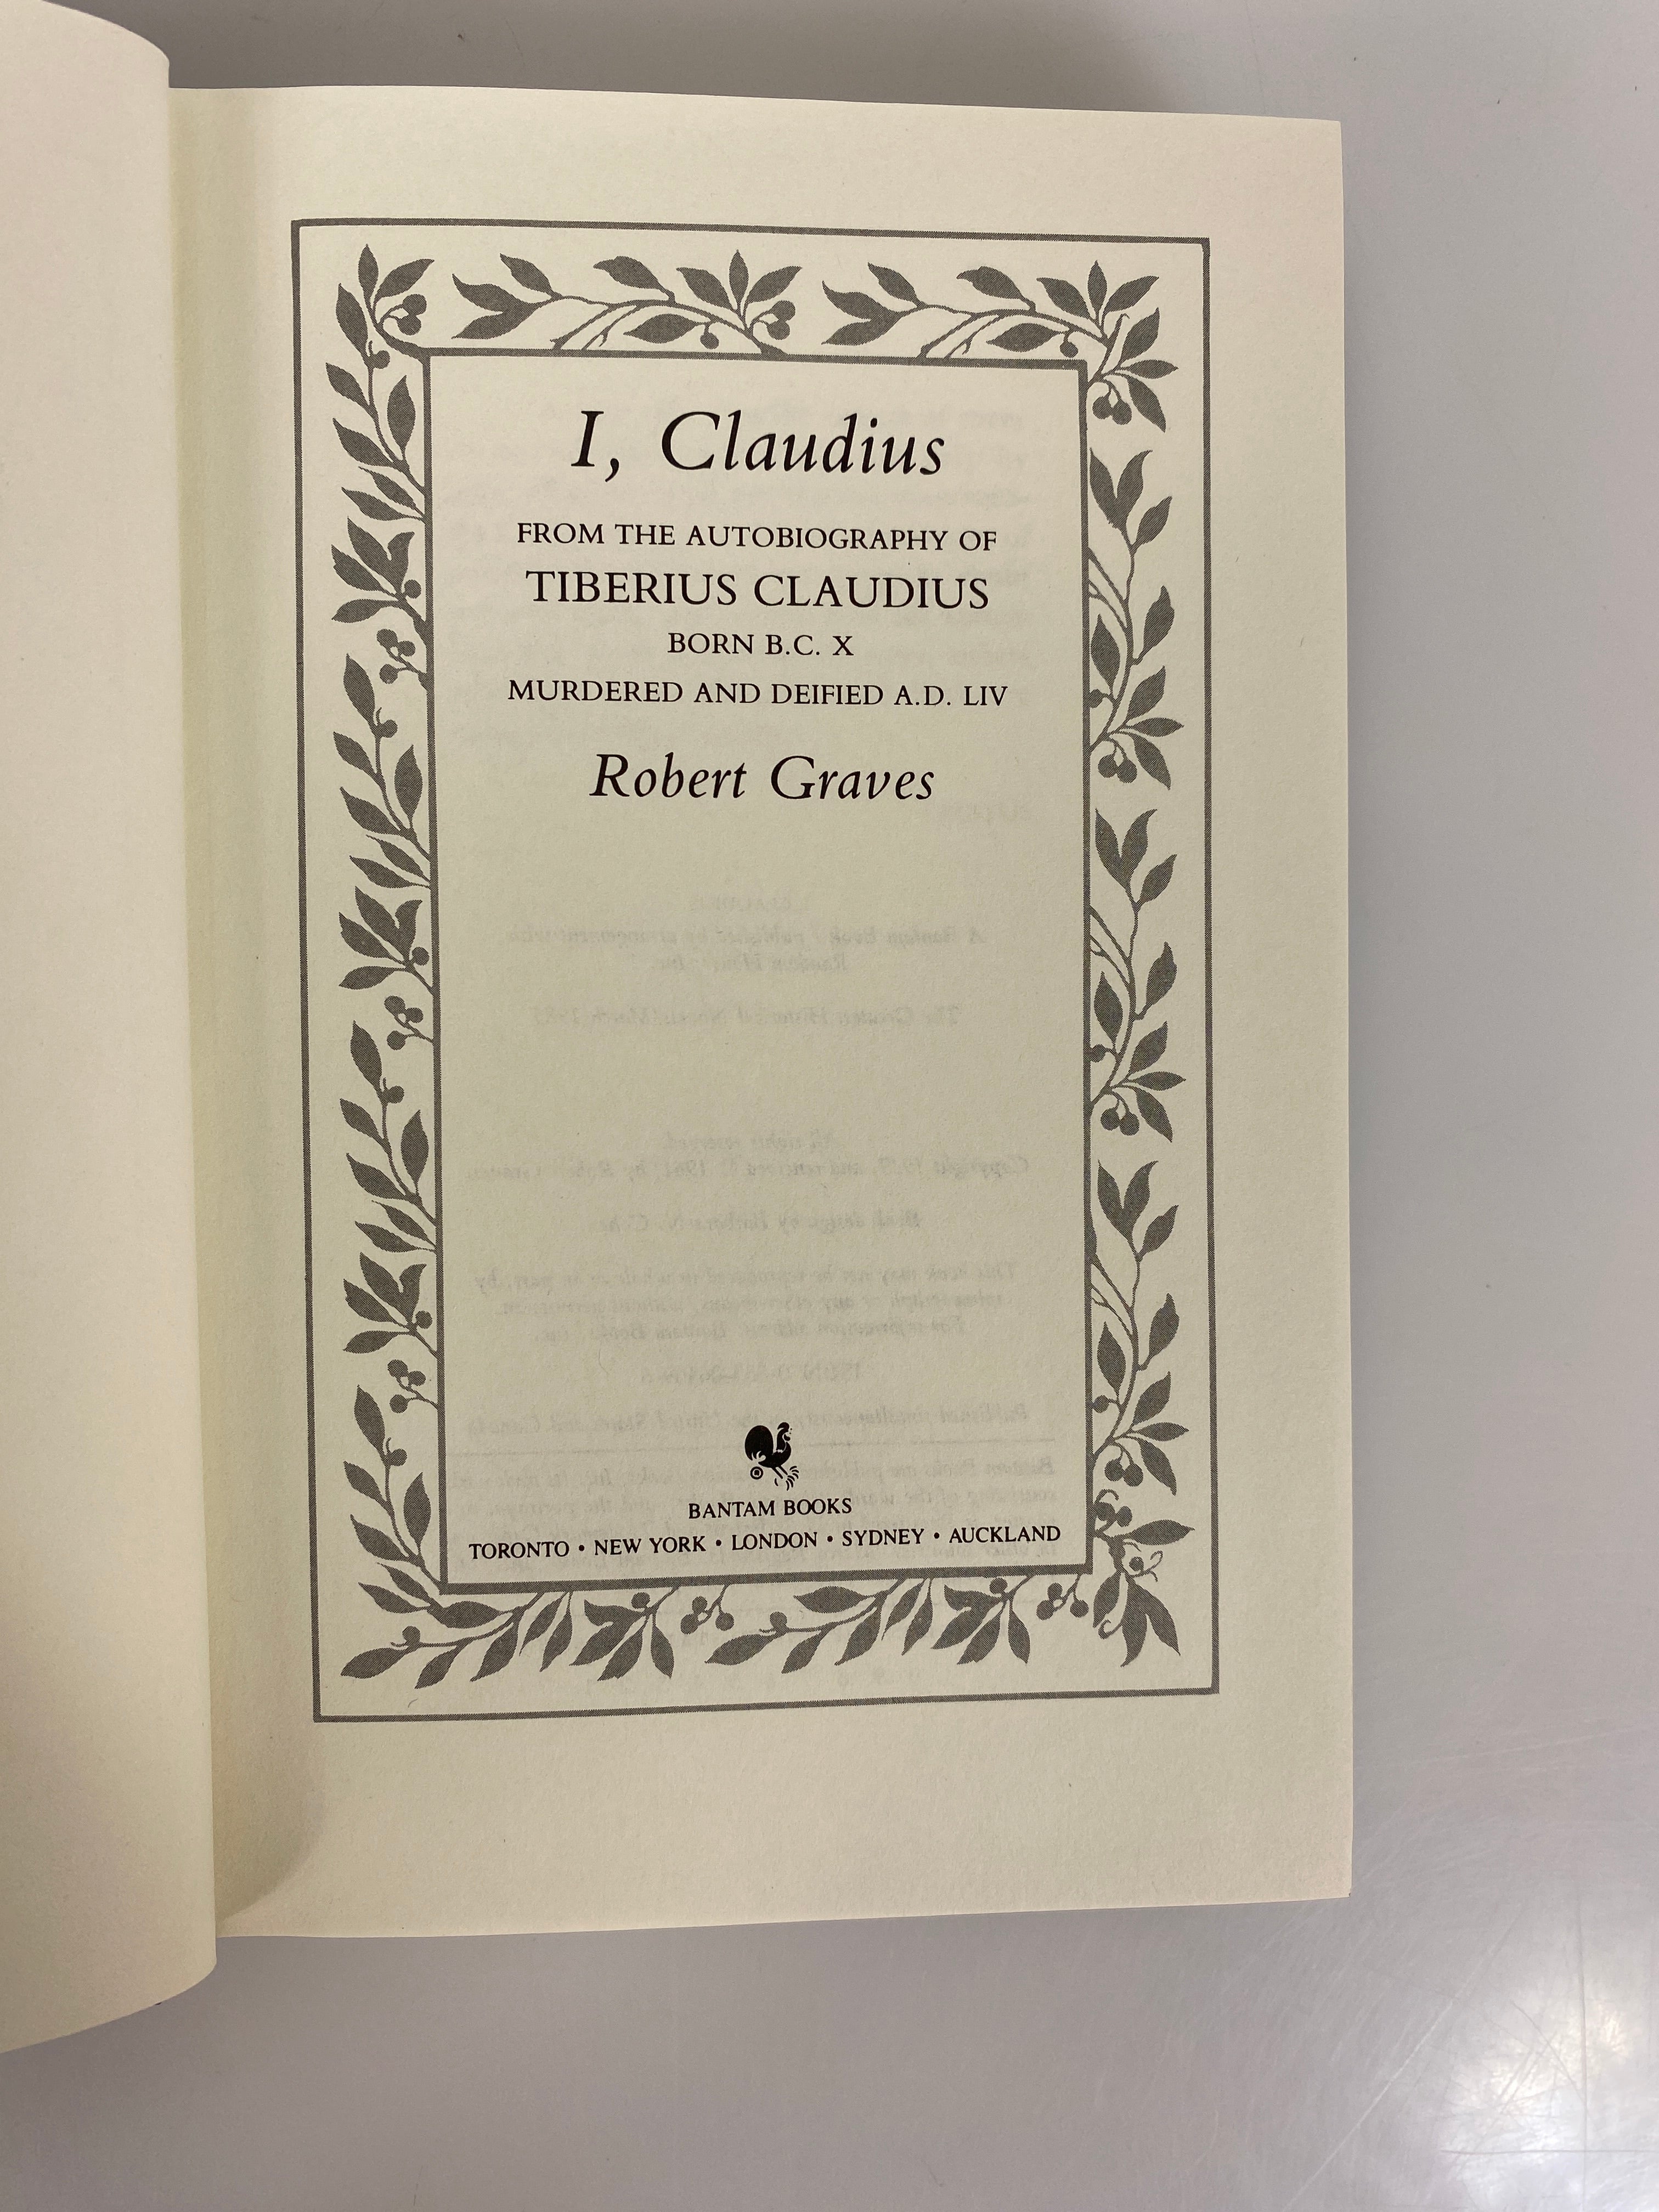 I, Claudius
FROM THE AUTOBIOGRAPHY OF
TIBERIUS CLAUDIUS
BORN B.C. X
MURDERED AND DEIFIED A.D. LIV
Robert Graves
BANTAM BOOKS
TORONTO • NEW YORK • LONDON • SYDNEY • AUCKLAND